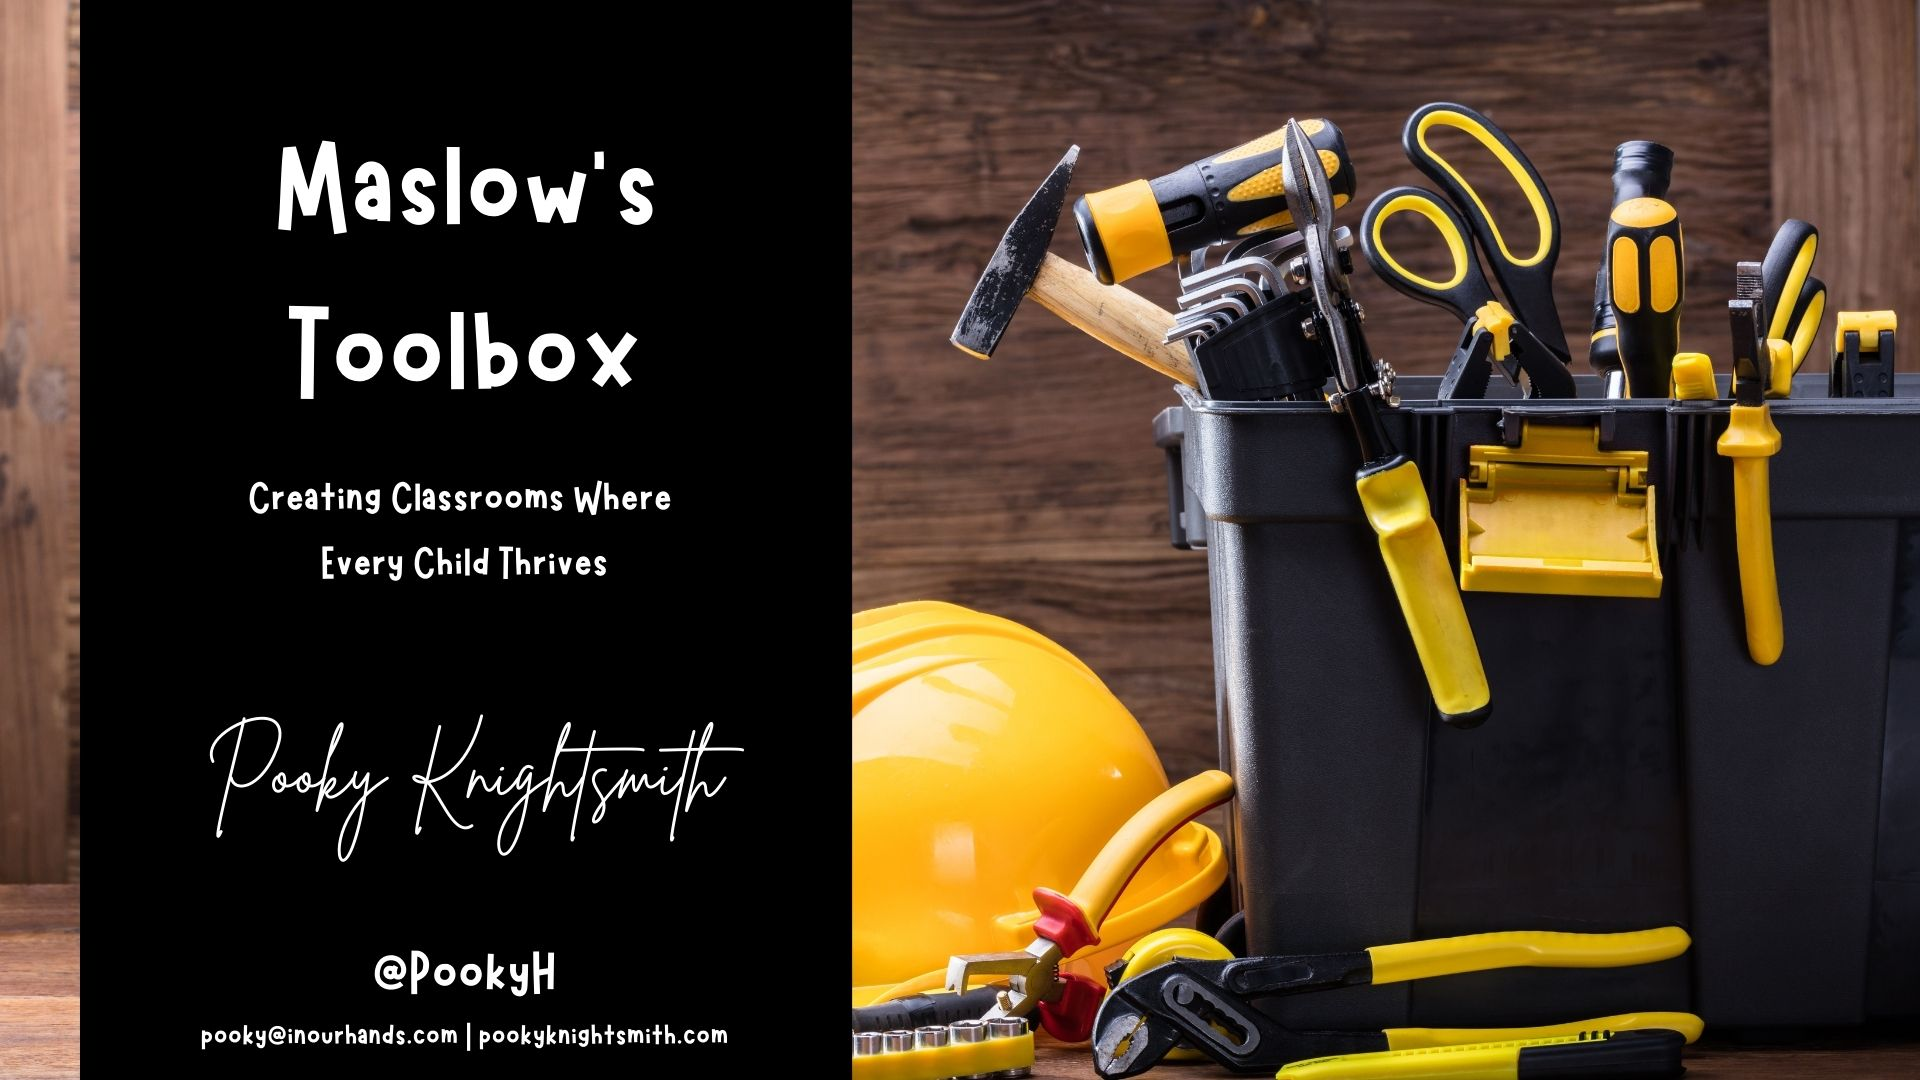 Maslow's
Toolbox
Creating Classrooms Where
Every Child Thrives
Pooky Knightsmith
@PookyH
pooky@inourhands.com | pookyknightsmith.com